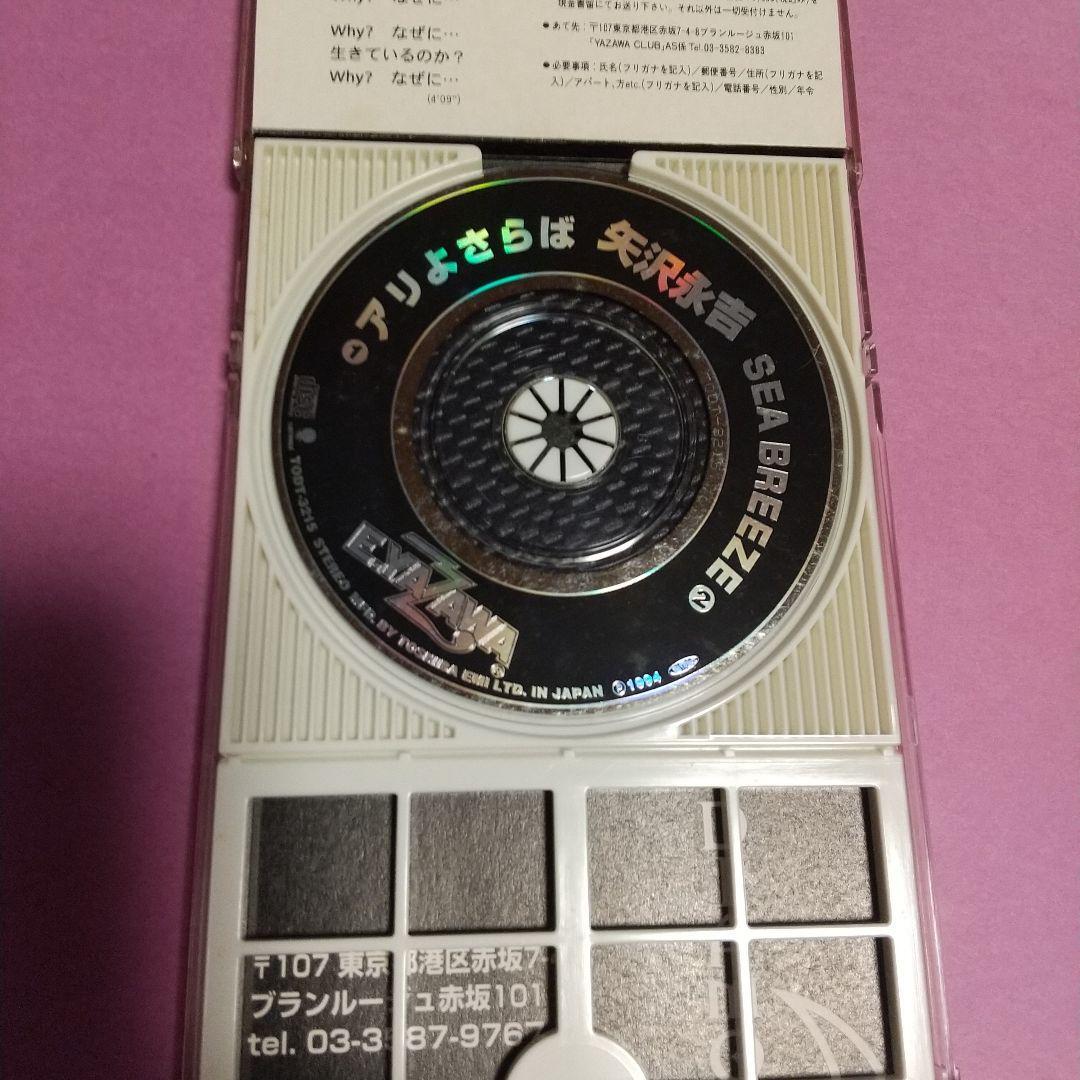 Why? なぜに…
生きているのか？
Why? なぜに…
(4'09")
現金書留にてお送り下さい。それ以外は一切受付けません。
●あて先：〒107東京都港区赤坂7-4-8ブランルージュ赤坂101
「YAZAWA CLUB」AS係 Tel.03-3582-8383
●必要事項：氏名(フリガナを記入)／郵便番号／住所(フリガナを記
入)／アパート、方etc.(フリガナを記入)／電話番号／性別／年令
❶アリよさらば 矢沢永吉 SEA BREEZE❷
E.YAZAWA
TODT-3215 STEREO MFD. BY TOSHIBA EMI LTD. IN JAPAN Ⓟ1994
〒107 東京都港区赤坂7-
ブランルージュ赤坂101
tel. 03-3587-9767